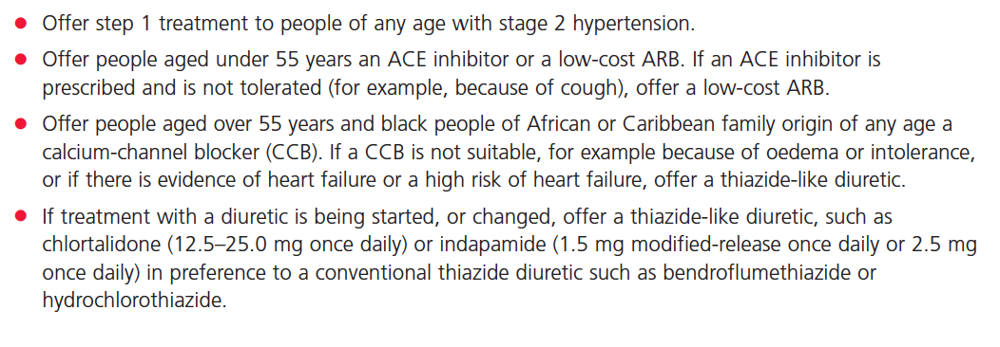 ● Offer step 1 treatment to people of any age with stage 2 hypertension.
● Offer people aged under 55 years an ACE inhibitor or a low-cost ARB. If an ACE inhibitor is
prescribed and is not tolerated (for example, because of cough), offer a low-cost ARB.
● Offer people aged over 55 years and black people of African or Caribbean family origin of any age a
calcium-channel blocker (CCB). If a CCB is not suitable, for example because of oedema or intolerance,
or if there is evidence of heart failure or a high risk of heart failure, offer a thiazide-like diuretic.
● If treatment with a diuretic is being started, or changed, offer a thiazide-like diuretic, such as
chlortalidone (12.5–25.0 mg once daily) or indapamide (1.5 mg modified-release once daily or 2.5 mg
once daily) in preference to a conventional thiazide diuretic such as bendroflumethiazide or
hydrochlorothiazide.